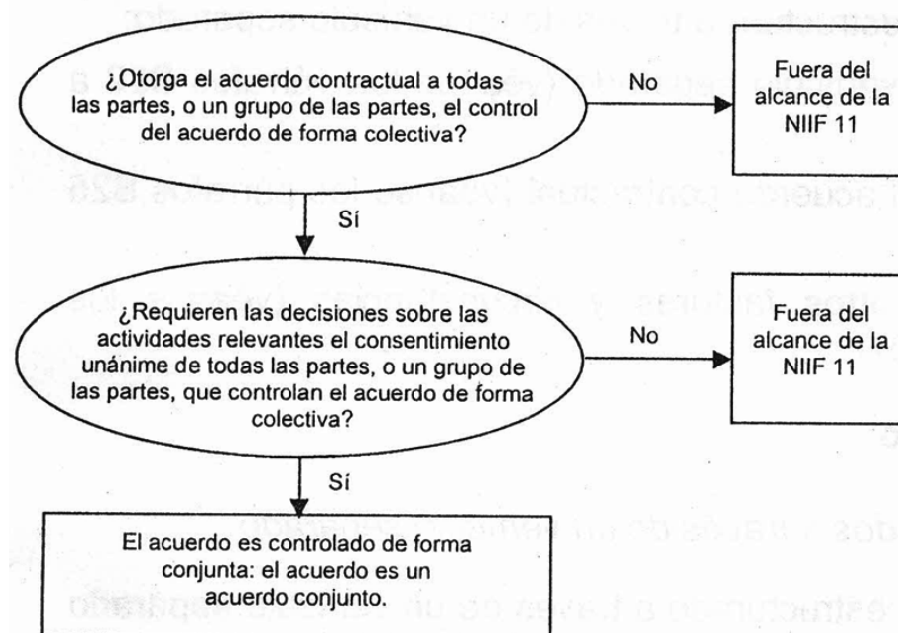 ¿Otorga el acuerdo contractual a todas
las partes, o un grupo de las partes, el control
del acuerdo de forma colectiva?
No
Fuera del
alcance de la
NIIF 11
Sí
¿Requieren las decisiones sobre las
actividades relevantes el consentimiento
unánime de todas las partes, o un grupo de
las partes, que controlan el acuerdo de forma
colectiva?
No
Fuera del
alcance de la
NIIF 11
Sí
El acuerdo es controlado de forma
conjunta: el acuerdo es un
acuerdo conjunto.